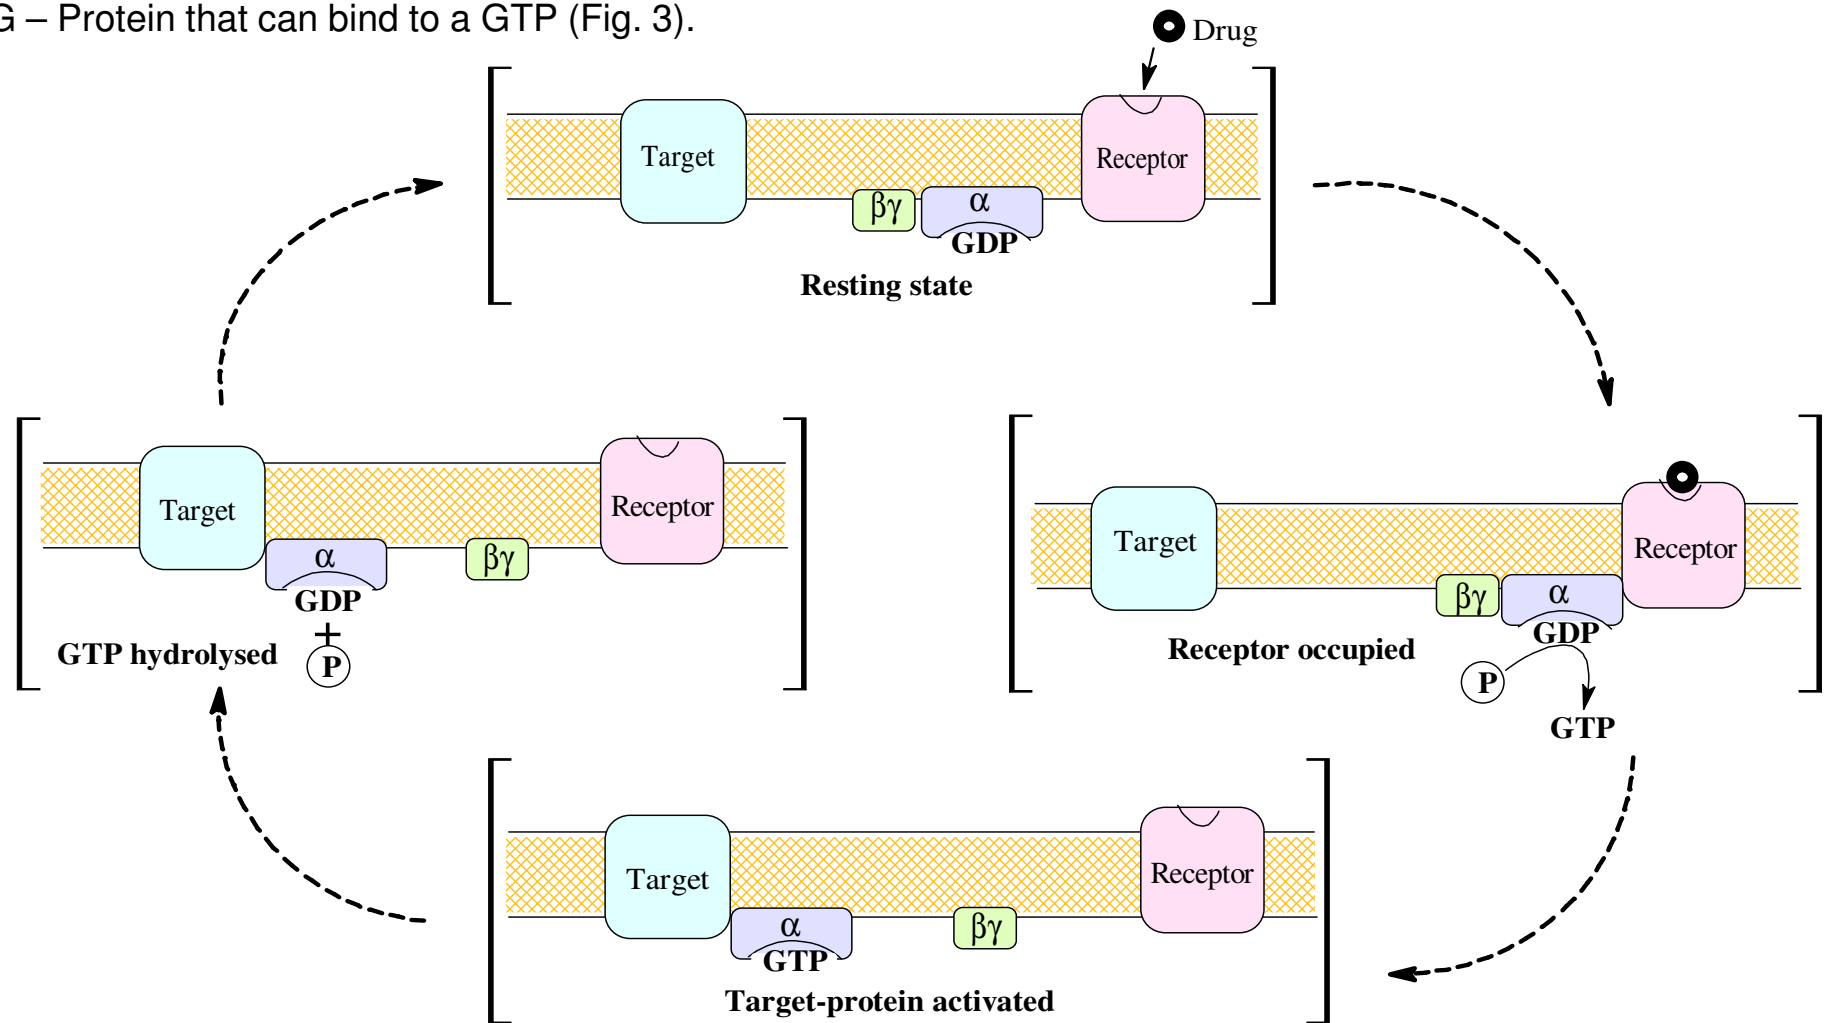 G – Protein that can bind to a GTP (Fig. 3).
Drug
Target
Receptor
βγ
α
GDP
Resting state
Target
Receptor
α
βγ
GDP
+
P
GTP hydrolysed
Target
Receptor
βγ
α
GDP
Receptor occupied
P
GTP
Target
Receptor
α
βγ
GTP
Target-protein activated